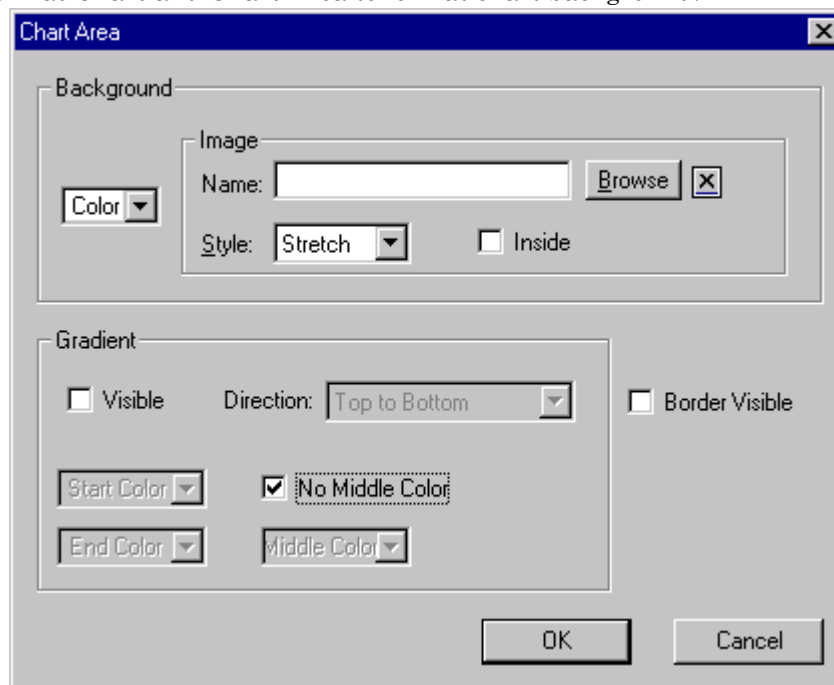 Chart Area
Background
Image
Name:
Browse
Color
Style:
Stretch
Inside
Gradient
Visible
Direction:
Top to Bottom
Border Visible
Start Color
No Middle Color
End Color
Middle Color
OK
Cancel